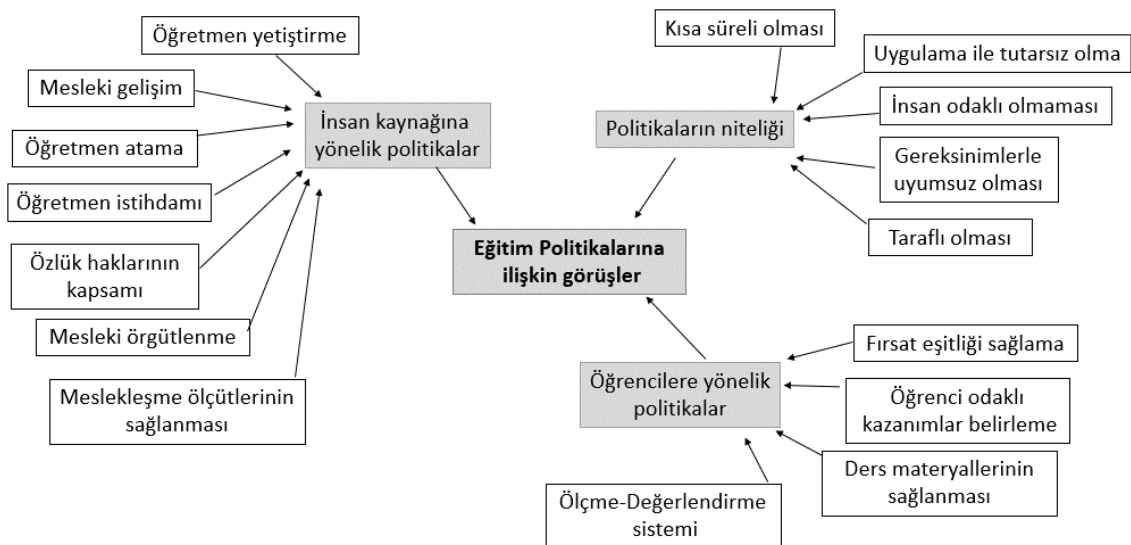 Öğretmen yetiştirme
Mesleki gelişim
Öğretmen atama
Öğretmen istihdamı
Özlük haklarının
kapsamı
Mesleki örgütlenme
Meslekleşme ölçütlerinin
sağlanması
İnsan kaynağına
yönelik politikalar
Kısa süreli olması
Uygulama ile tutarsız olma
İnsan odaklı olmaması
Gereksinimlerle
uyumsuz olması
Taraflı olması
Politikaların niteliği
Eğitim Politikalarına
ilişkin görüşler
Fırsat eşitliği sağlama
Öğrenci odaklı
kazanımlar belirleme
Ders materyallerinin
sağlanması
Ölçme-Değerlendirme
sistemi
Öğrencilere yönelik
politikalar